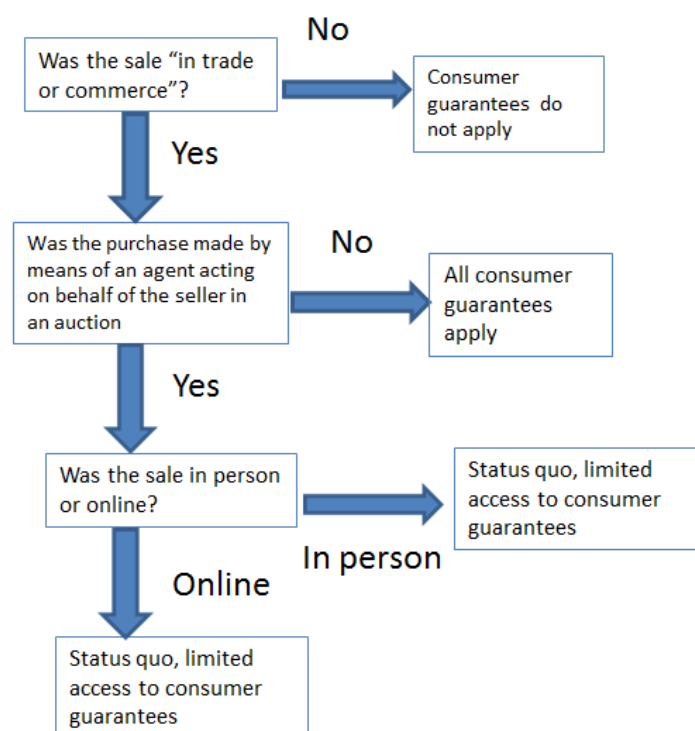 No
Was the sale “in trade
or commerce”?
Consumer
guarantees do
not apply
Yes
Was the purchase made by
means of an agent acting
on behalf of the seller in
an auction
No
All consumer
guarantees
apply
Yes
Was the sale in person
or online?
Status quo, limited
access to consumer
guarantees
In person
Online
Status quo, limited
access to consumer
guarantees